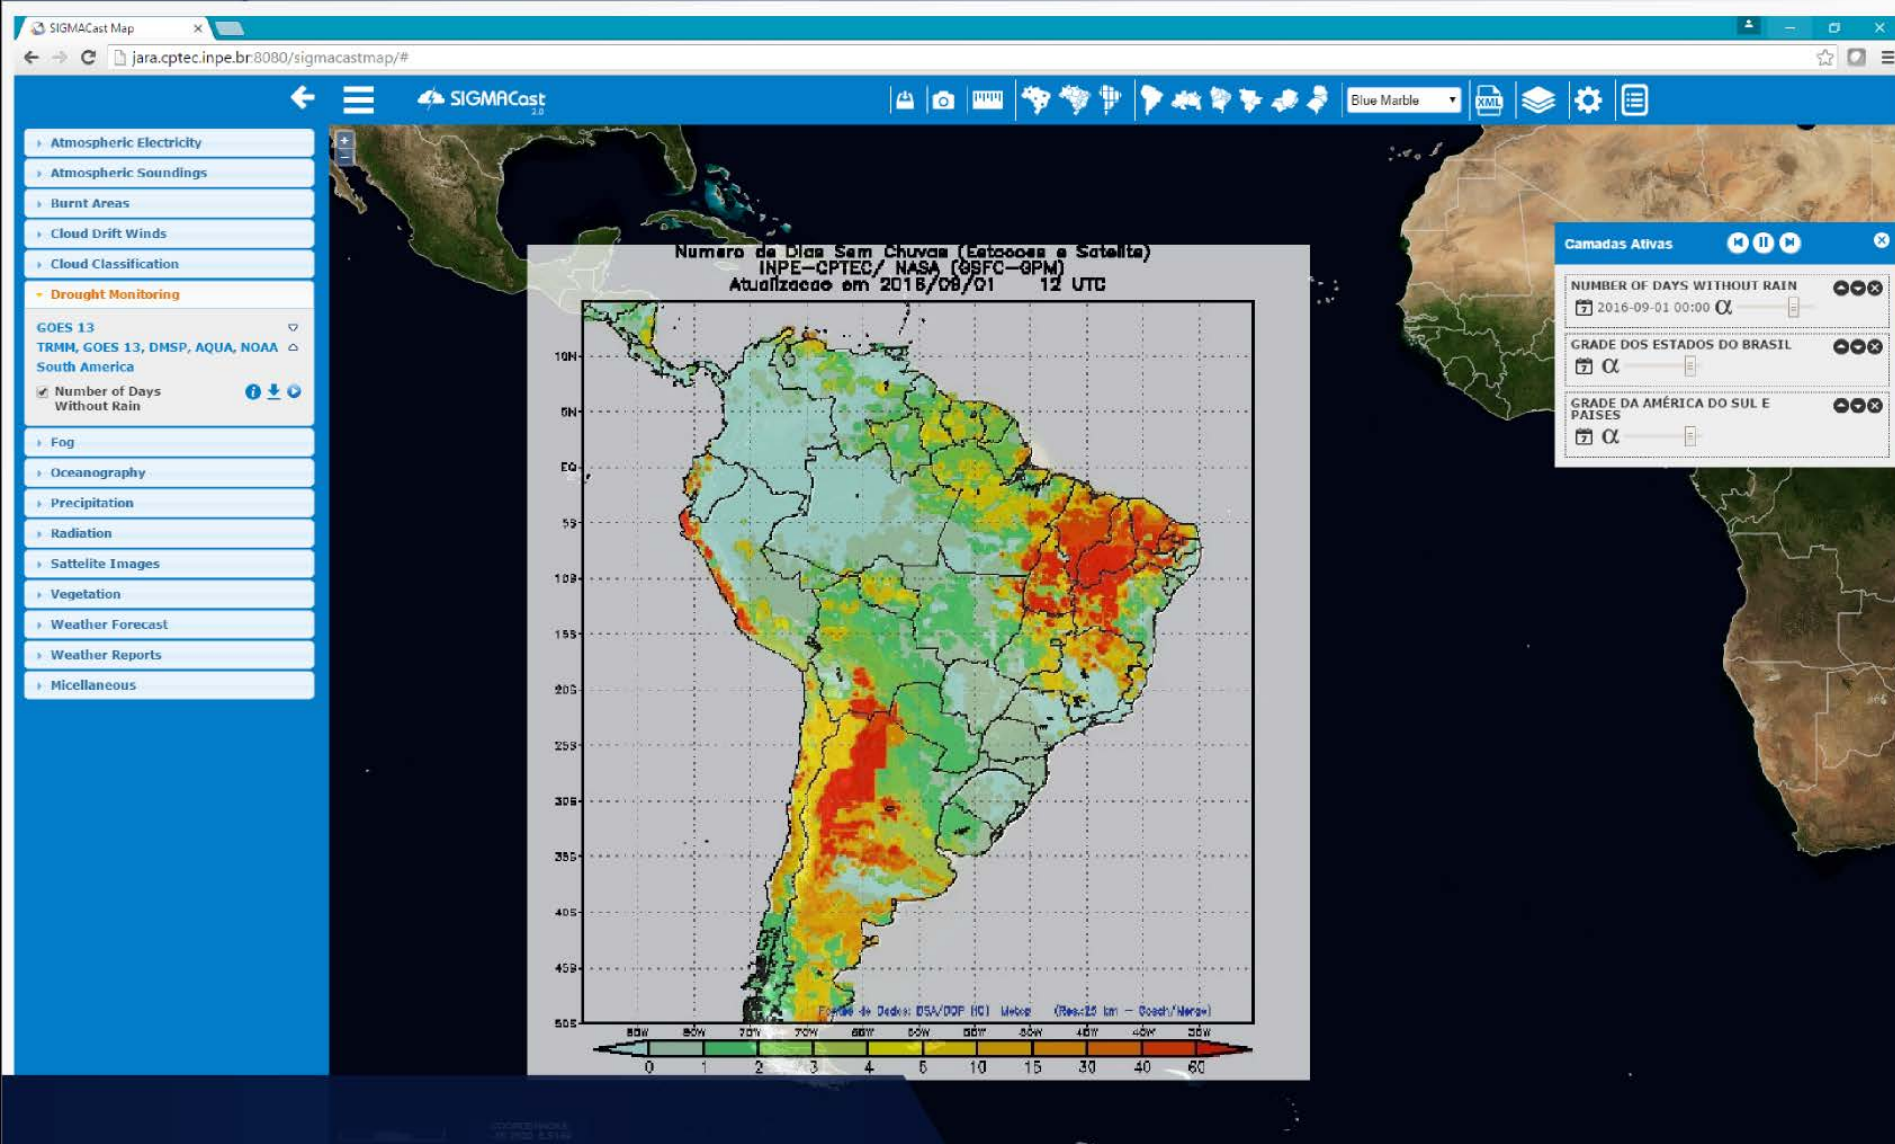 SIGMACast Map
jara.cptec.inpe.br:8080/sigmacastmap/#
SIGMACast
2.0
Blue Marble
XML
Atmospheric Electricity
Atmospheric Soundings
Burnt Areas
Cloud Drift Winds
Cloud Classification
Drought Monitoring
GOES 13
TRMM, GOES 13, DMSP, AQUA, NOAA
South America
Number of Days
Without Rain
Fog
Oceanography
Precipitation
Radiation
Sattelite Images
Vegetation
Weather Forecast
Weather Reports
Micellaneous
Numero de Dias Sem Chuvas (Estacoes e Satelite)
INPE-CPTEC/ NASA (GSFC-GPM)
Atualizacao em 2016/09/01 12 UTC
10N
5N
EQ
5S
10S
15S
20S
25S
30S
35S
40S
45S
50S
0 1 2 3 4 5 10 15 30 40 60
Camadas Ativas
NUMBER OF DAYS WITHOUT RAIN
2016-09-01 00:00 α
GRADE DOS ESTADOS DO BRASIL
α
GRADE DA AMÉRICA DO SUL E
PAISES
α